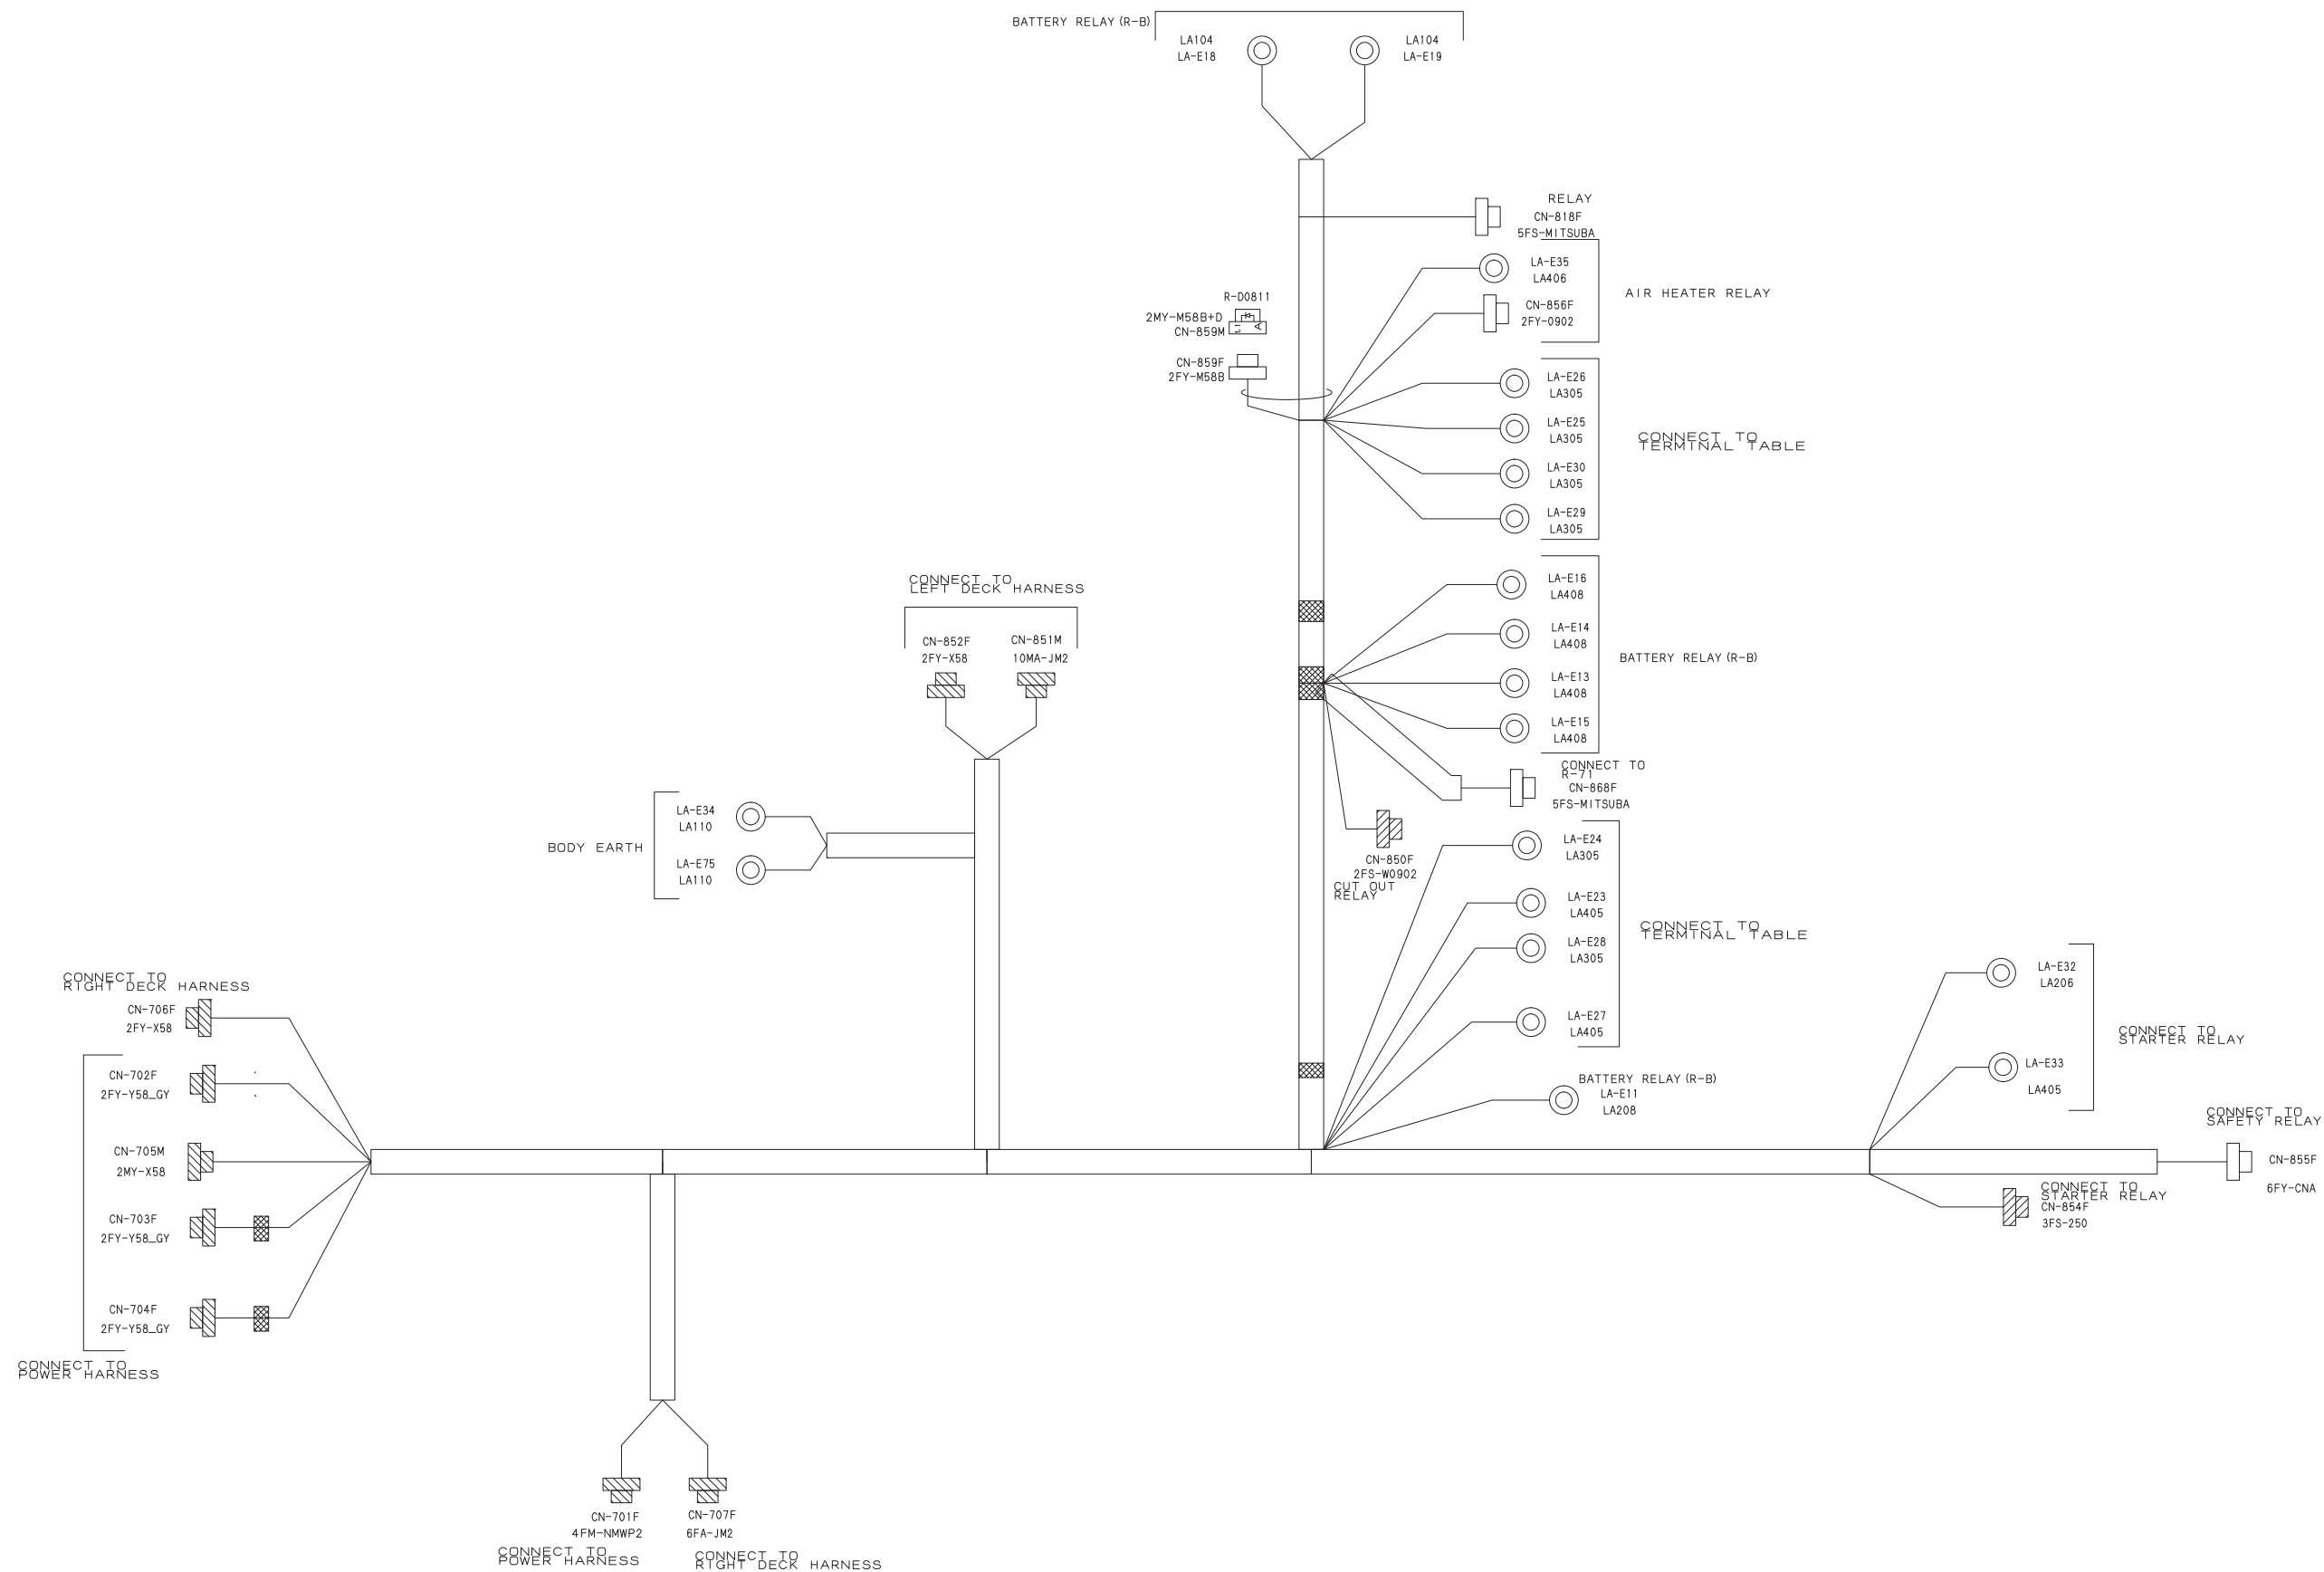 BATTERY RELAY (R-B)
LA104
LA-E18
LA104
LA-E19
RELAY
CN-818F
5FS-MITSUBA
LA-E35
LA406
AIR HEATER RELAY
CN-856F
2FY-0902
R-D0811
2MY-M58B+D
CN-859M
A
CN-859F
2FY-M58B
LA-E26
LA305
LA-E25
LA305
CONNECT TO
TERMINAL TABLE
LA-E30
LA305
LA-E29
LA305
LA-E16
LA408
LA-E14
LA408
BATTERY RELAY (R-B)
LA-E13
LA408
LA-E15
LA408
CONNECT TO
R-71
CN-868F
5FS-MITSUBA
CONNECT TO
LEFT DECK HARNESS
CN-852F
2FY-X58
CN-851M
10MA-JM2
LA-E34
LA110
BODY EARTH
LA-E75
LA110
CN-850F
2FS-W0902
CUT OUT
RELAY
LA-E24
LA305
LA-E23
LA405
CONNECT TO
TERMINAL TABLE
LA-E28
LA305
LA-E27
LA405
BATTERY RELAY (R-B)
LA-E11
LA208
LA-E32
LA206
CONNECT TO
STARTER RELAY
LA-E33
LA405
CONNECT TO
SAFETY RELAY
CN-855F
6FY-CNA
CONNECT TO
STARTER RELAY
CN-854F
3FS-250
CONNECT TO
RIGHT DECK HARNESS
CN-706F
2FY-X58
CN-702F
2FY-Y58_GY
CN-705M
2MY-X58
CN-703F
2FY-Y58_GY
CN-704F
2FY-Y58_GY
CONNECT TO
POWER HARNESS
CN-701F
4FM-NMWP2
CONNECT TO
POWER HARNESS
CN-707F
6FA-JM2
CONNECT TO
RIGHT DECK HARNESS